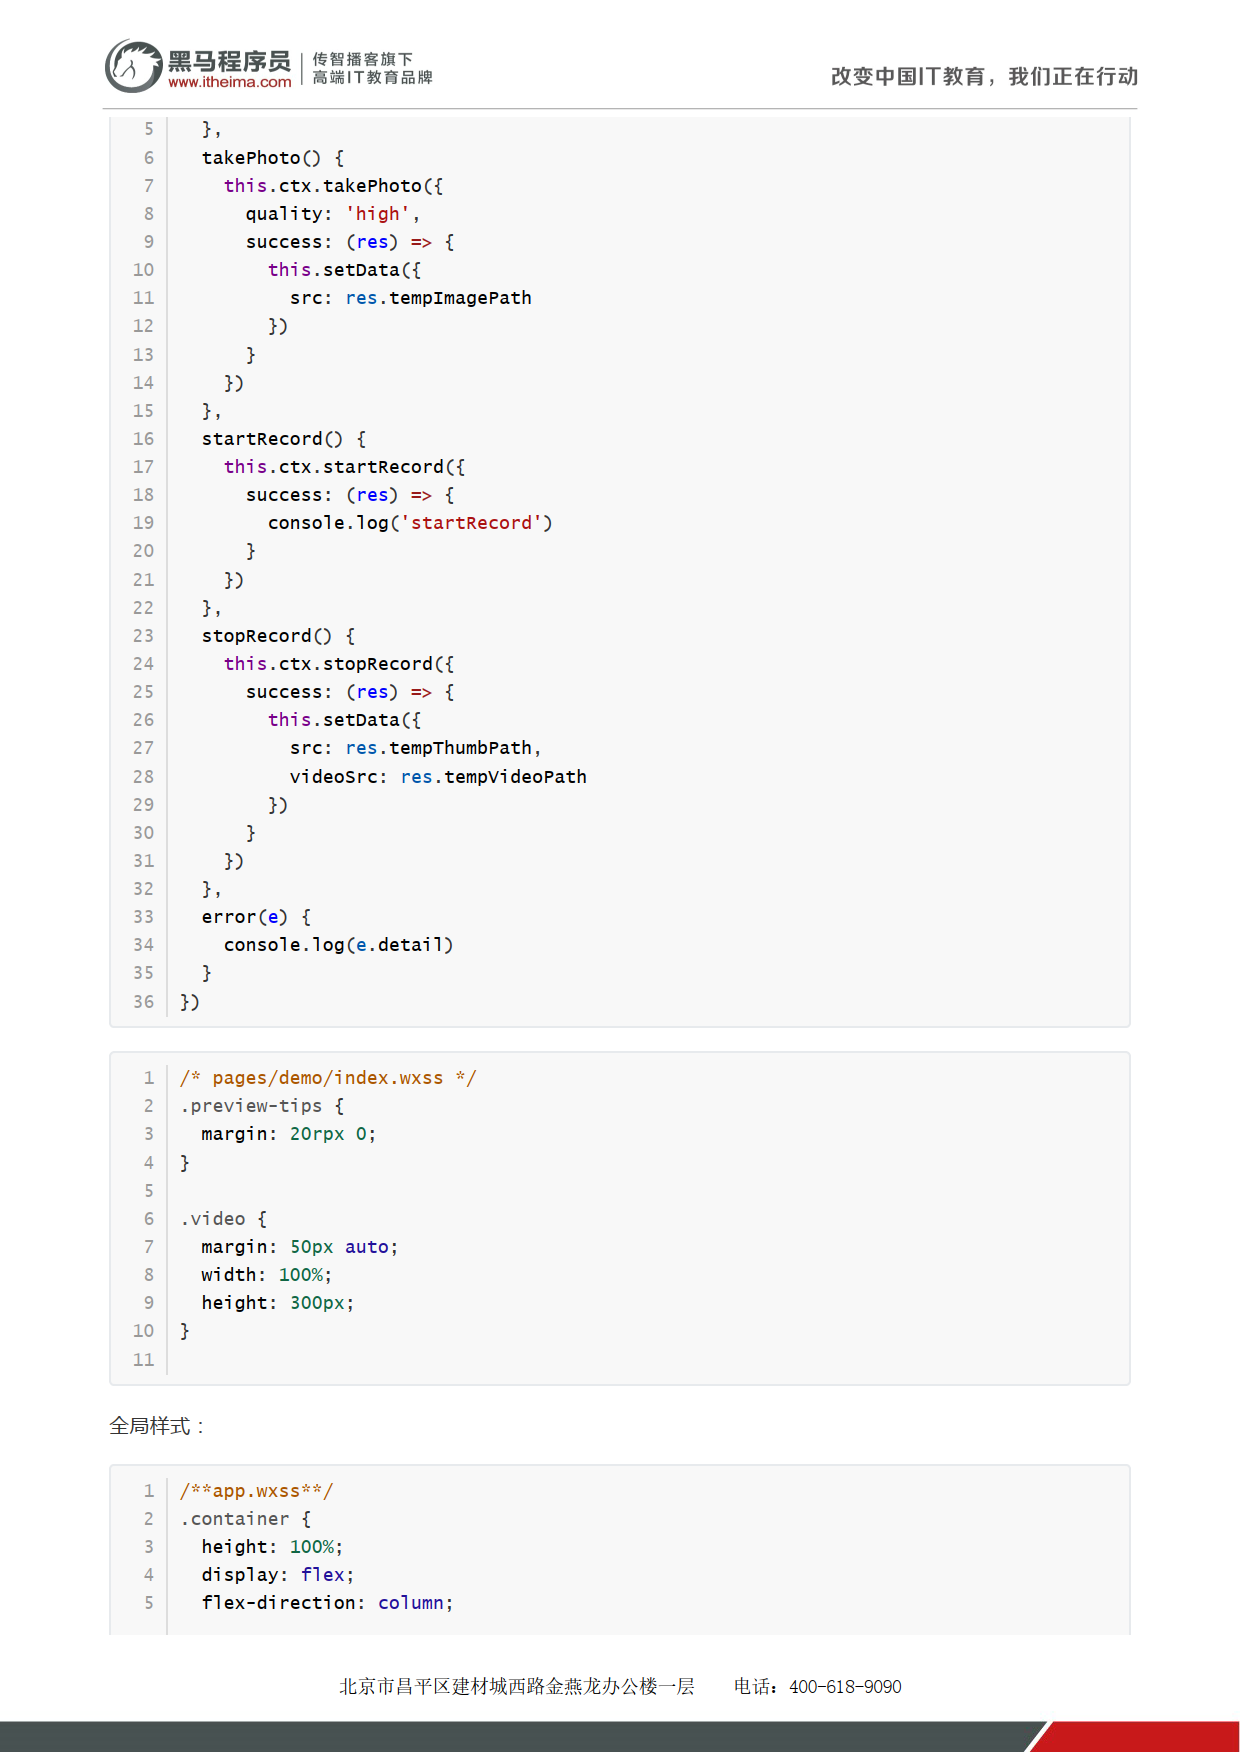 黑马程序员
www.itheima.com
传智播客旗下
高端IT教育品牌
改变中国IT教育，我们正在行动
5   },
6   takePhoto() {
7     this.ctx.takePhoto({
8       quality: 'high',
9       success: (res) => {
10         this.setData({
11           src: res.tempImagePath
12         })
13       }
14     })
15   },
16   startRecord() {
17     this.ctx.startRecord({
18       success: (res) => {
19         console.log('startRecord')
20       }
21     })
22   },
23   stopRecord() {
24     this.ctx.stopRecord({
25       success: (res) => {
26         this.setData({
27           src: res.tempThumbPath,
28           videoSrc: res.tempVideoPath
29         })
30       }
31     })
32   },
33   error(e) {
34     console.log(e.detail)
35   }
36 })
1 /* pages/demo/index.wxss */
2 .preview-tips {
3   margin: 20rpx 0;
4 }
5
6 .video {
7   margin: 50px auto;
8   width: 100%;
9   height: 300px;
10 }
11
全局样式：
1 /**app.wxss**/
2 .container {
3   height: 100%;
4   display: flex;
5   flex-direction: column;
北京市昌平区建材城西路金燕龙办公楼一层 电话：400-618-9090